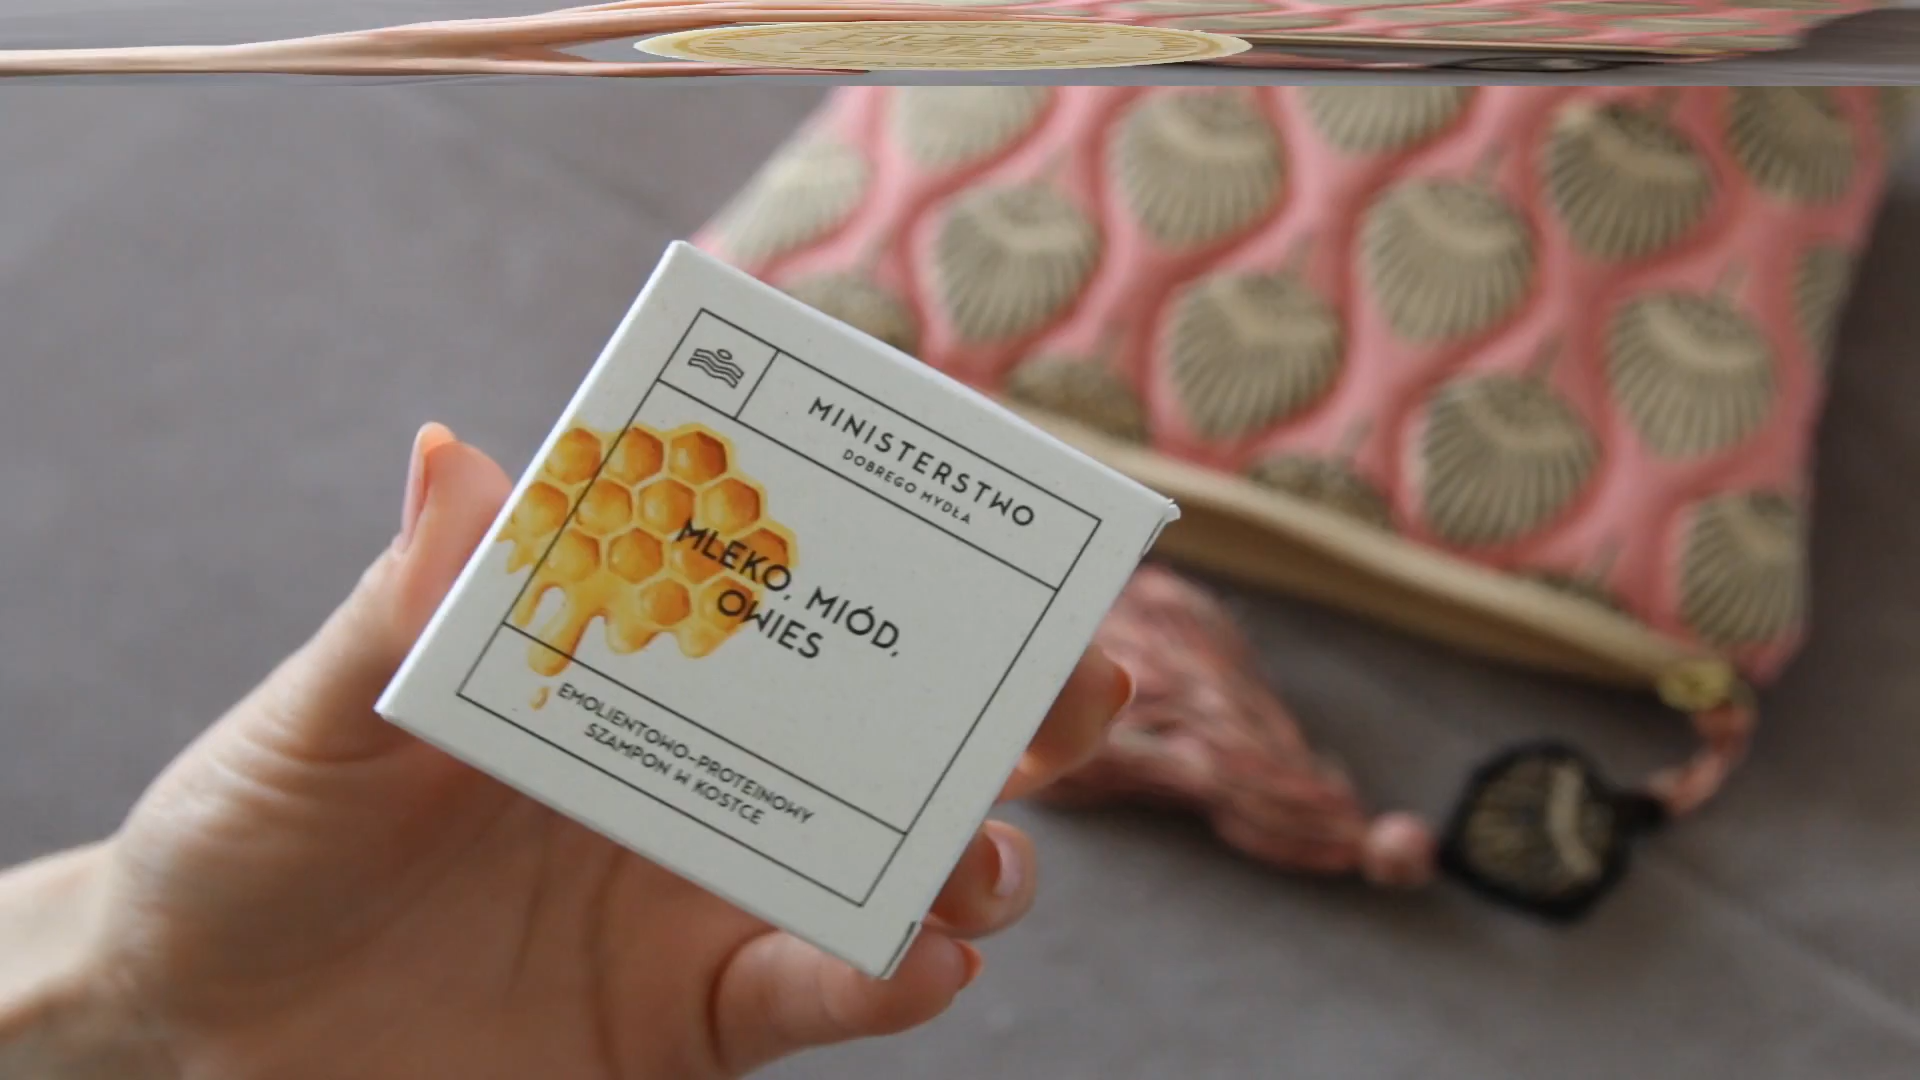 MINISTERSTWO
DOBREGO MYDŁA
MLEKO, MIÓD,
OWIES
EMOLIENTOWO-PROTEINOWY
SZAMPON W KOSTCE